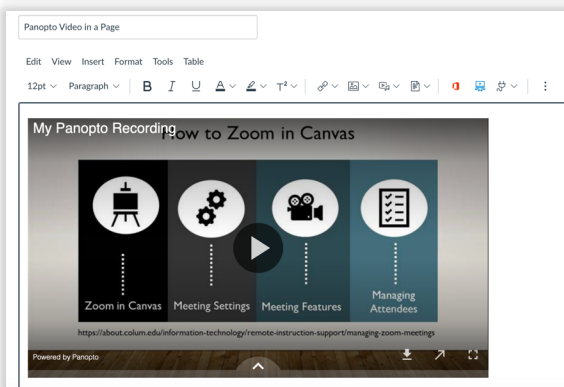 Panopto Video in a Page
Edit View Insert Format Tools Table
12pt Paragraph B I U A T²
My Panopto Recording
How to Zoom in Canvas
Zoom in Canvas
Meeting Settings
Meeting Features
Managing
Attendees
https://about.colum.edu/information-technology/remote-instruction-support/managing-zoom-meetings
Powered by Panopto